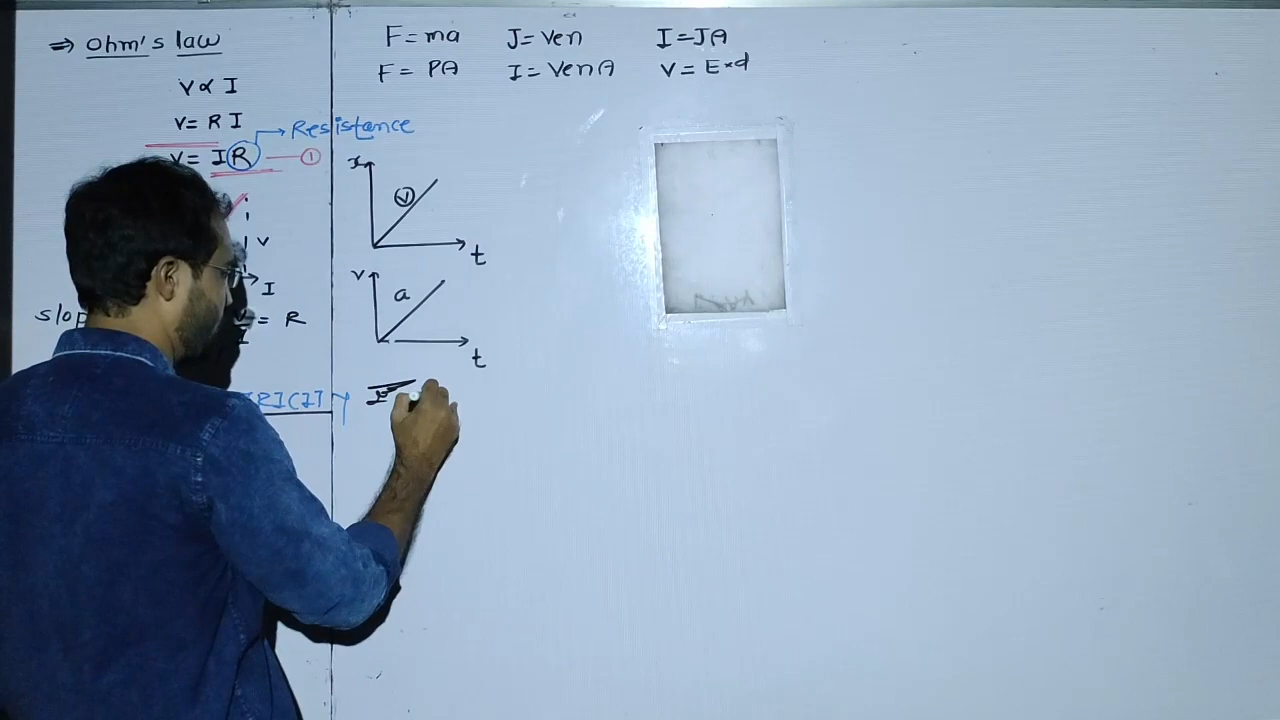 ⇒ Ohm's law
V ∝ I
V = R I
Resistance
V = I R ①
V
I
= R
F = ma
F = PA
J = Ven
I = VenA
I = JA
V = E×d
x
V
t
V
a
t